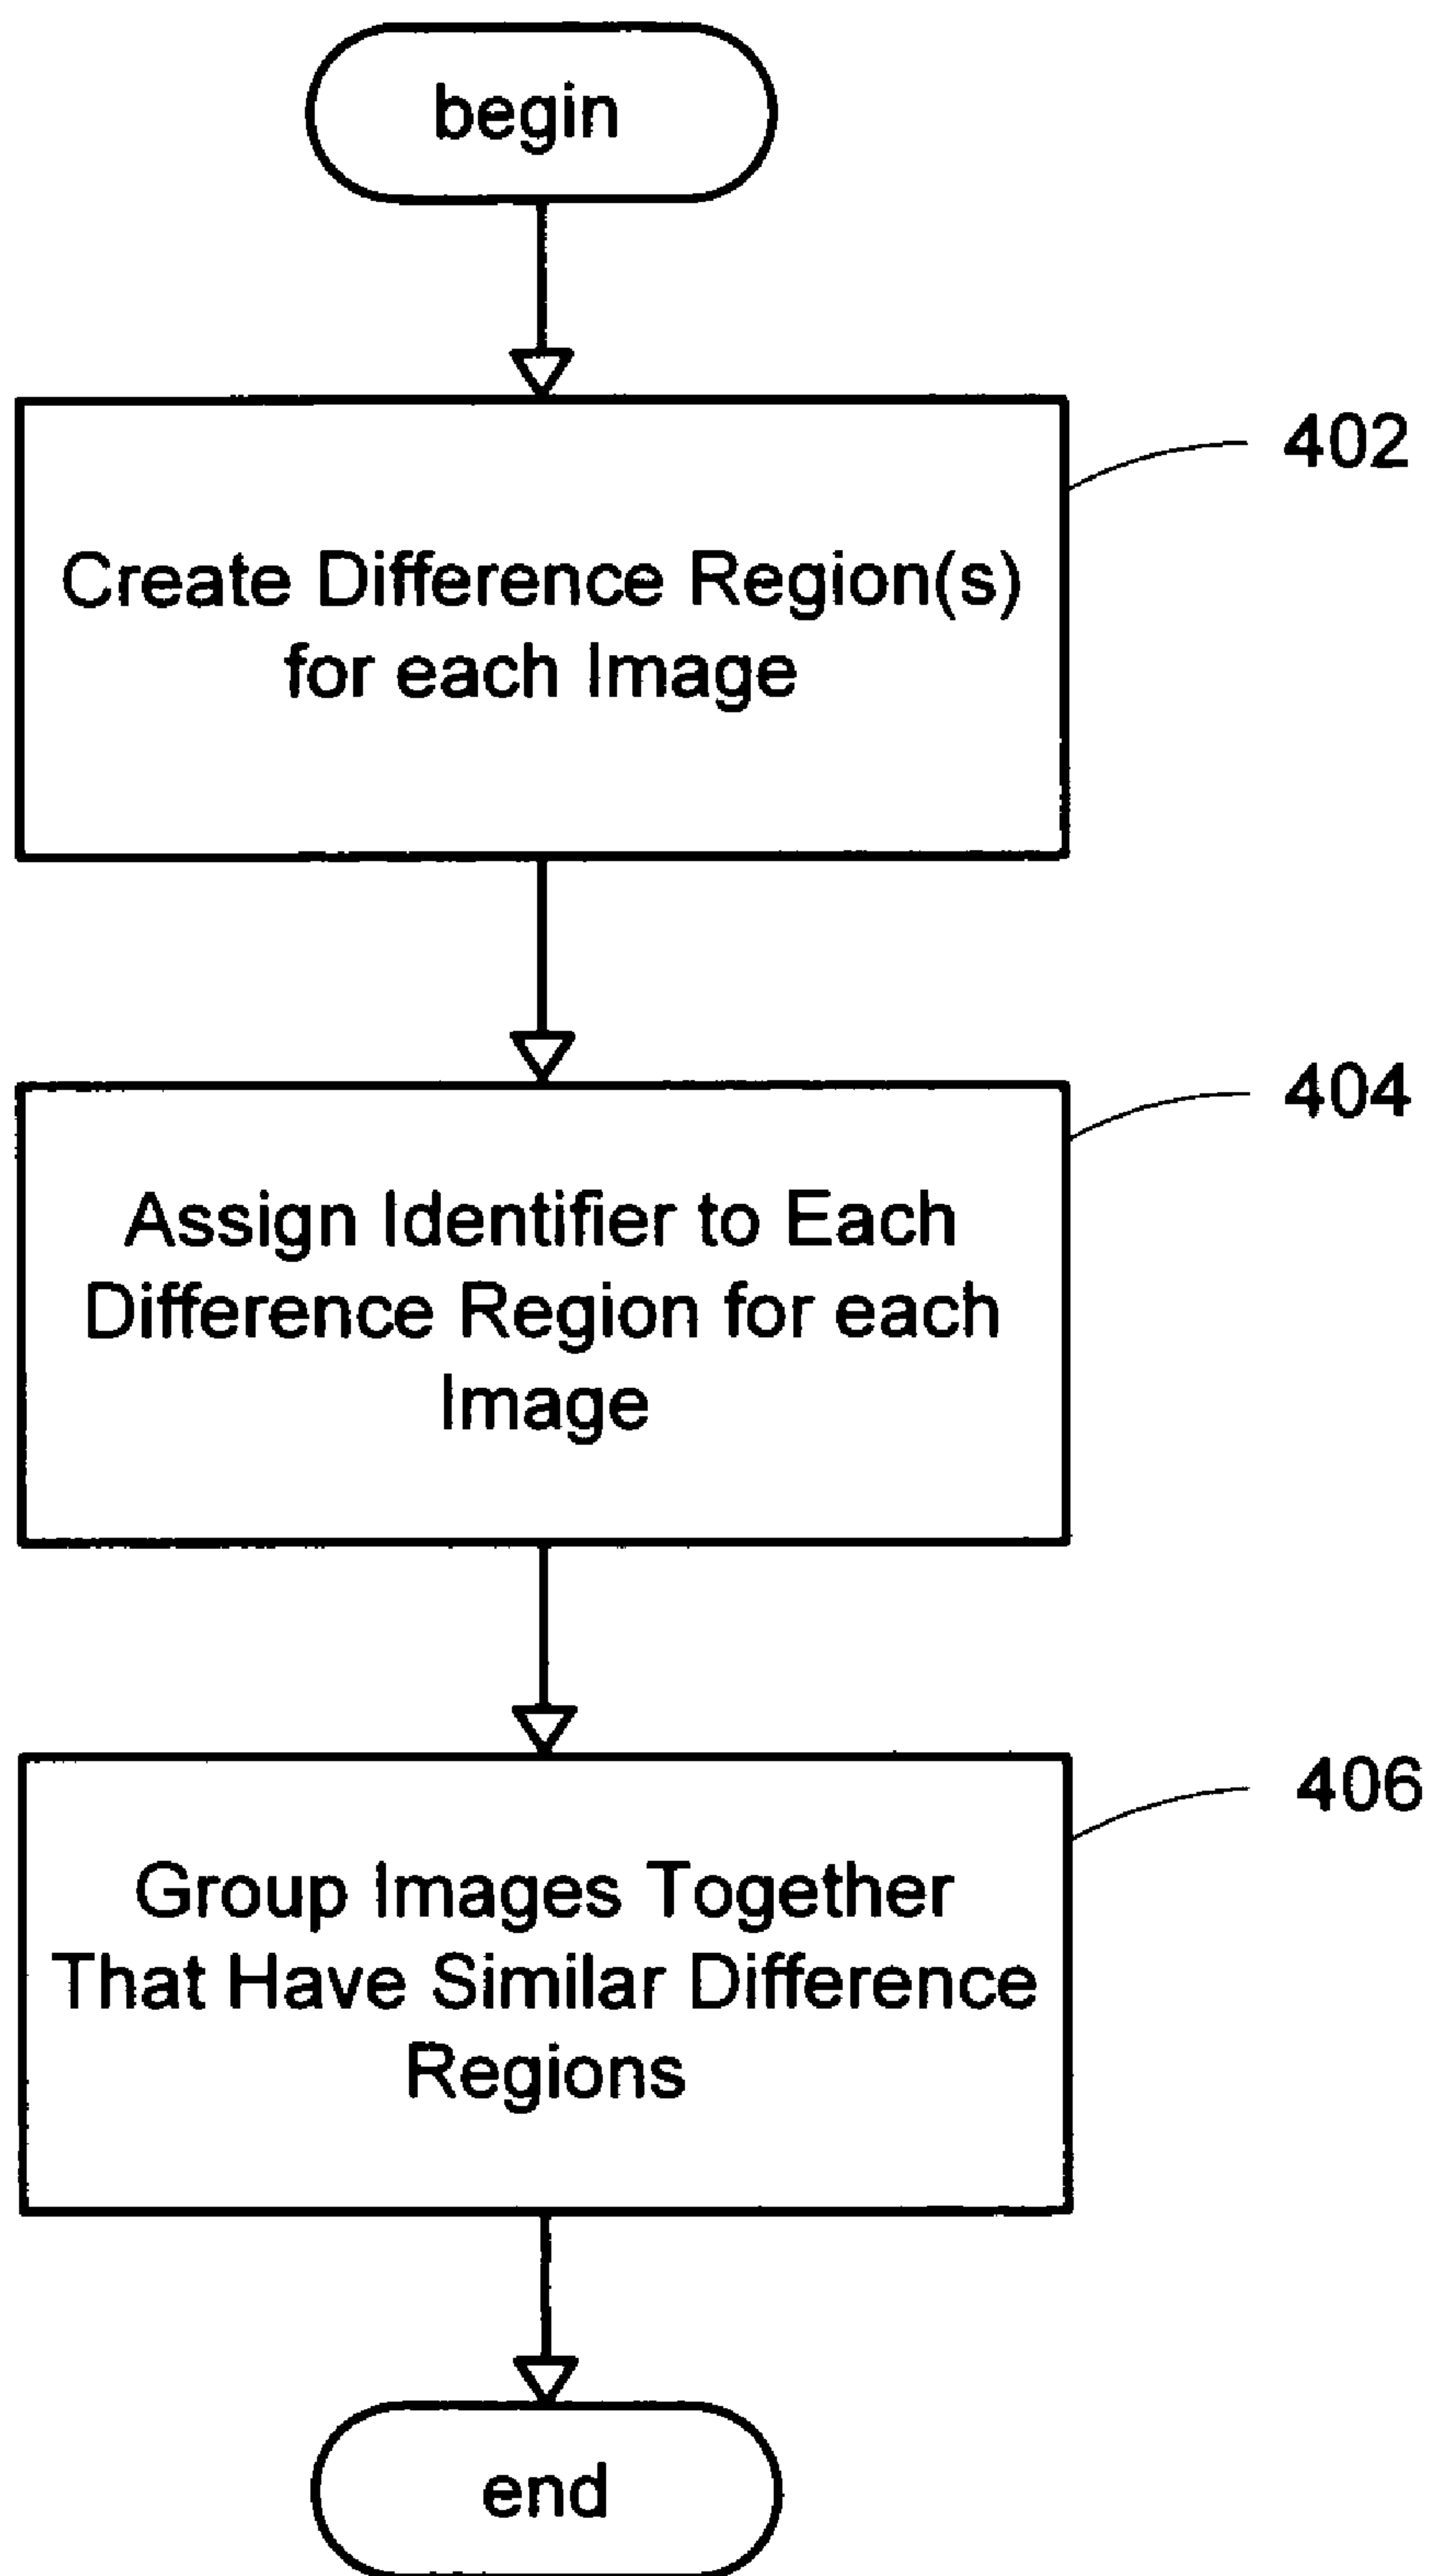 begin
402
Create Difference Region(s)
for each Image
404
Assign Identifier to Each
Difference Region for each
Image
406
Group Images Together
That Have Similar Difference
Regions
end